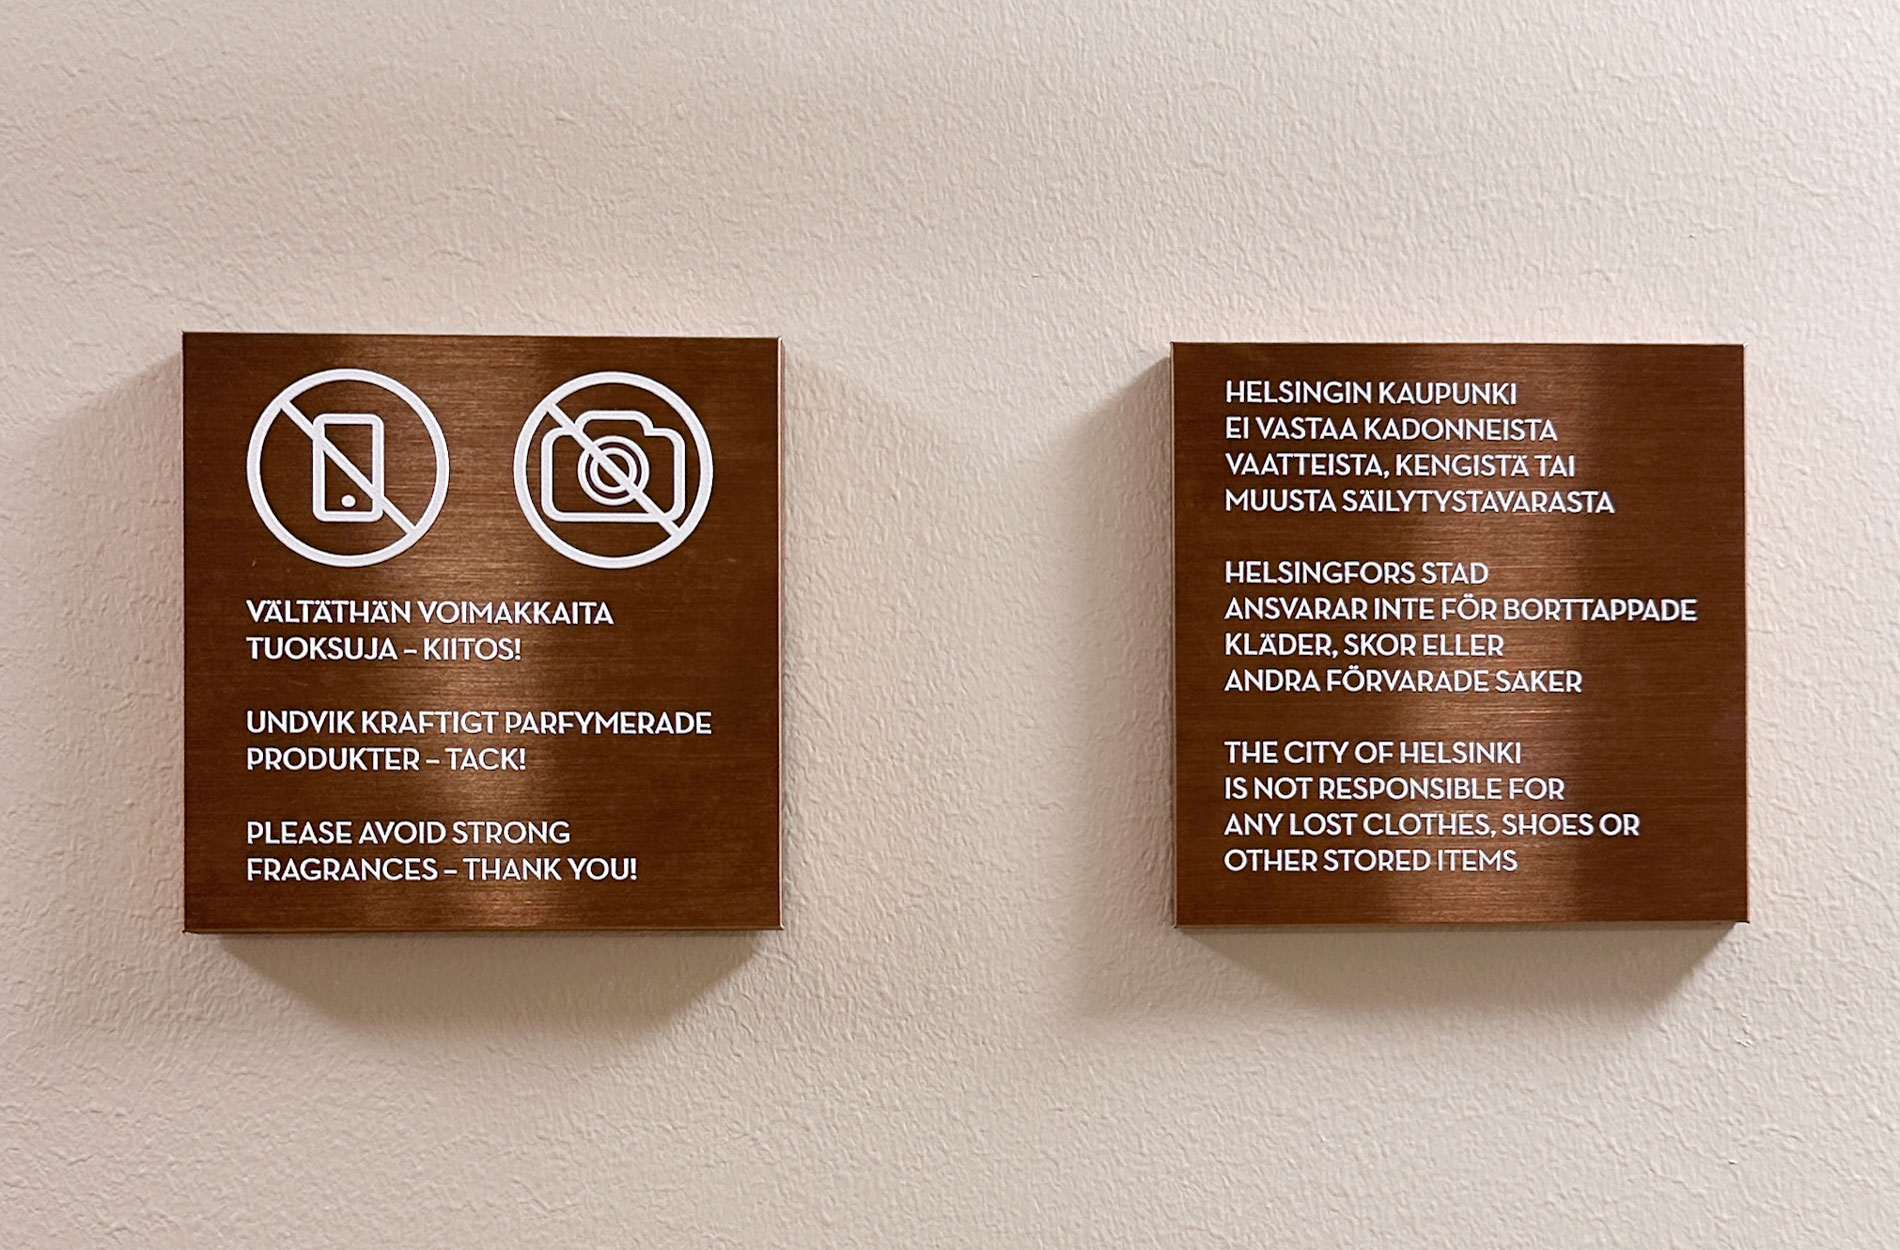 VÄLTÄTHÄN VOIMAKKAITA
TUOKSUJA – KIITOS!
UNDVIK KRAFTIGT PARFYMERADE
PRODUKTER – TACK!
PLEASE AVOID STRONG
FRAGRANCES – THANK YOU!
HELSINGIN KAUPUNKI
EI VASTAA KADONNEISTA
VAATTEISTA, KENGISTÄ TAI
MUUSTA SÄILYTYSTAVARASTA
HELSINGFORS STAD
ANSVARAR INTE FÖR BORTTAPPADE
KLÄDER, SKOR ELLER
ANDRA FÖRVARADE SAKER
THE CITY OF HELSINKI
IS NOT RESPONSIBLE FOR
ANY LOST CLOTHES, SHOES OR
OTHER STORED ITEMS